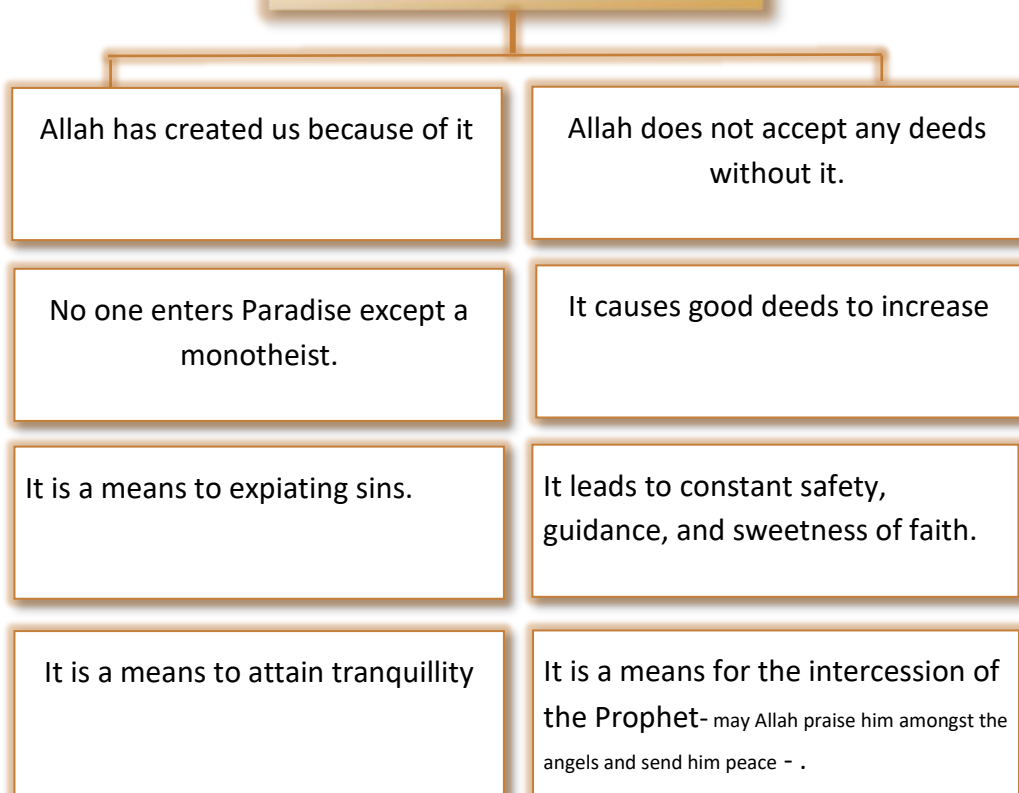 Allah has created us because of it
Allah does not accept any deeds
without it.
No one enters Paradise except a
monotheist.
It causes good deeds to increase
It is a means to expiating sins.
It leads to constant safety,
guidance, and sweetness of faith.
It is a means to attain tranquillity
It is a means for the intercession of
the Prophet- may Allah praise him amongst the
angels and send him peace - .